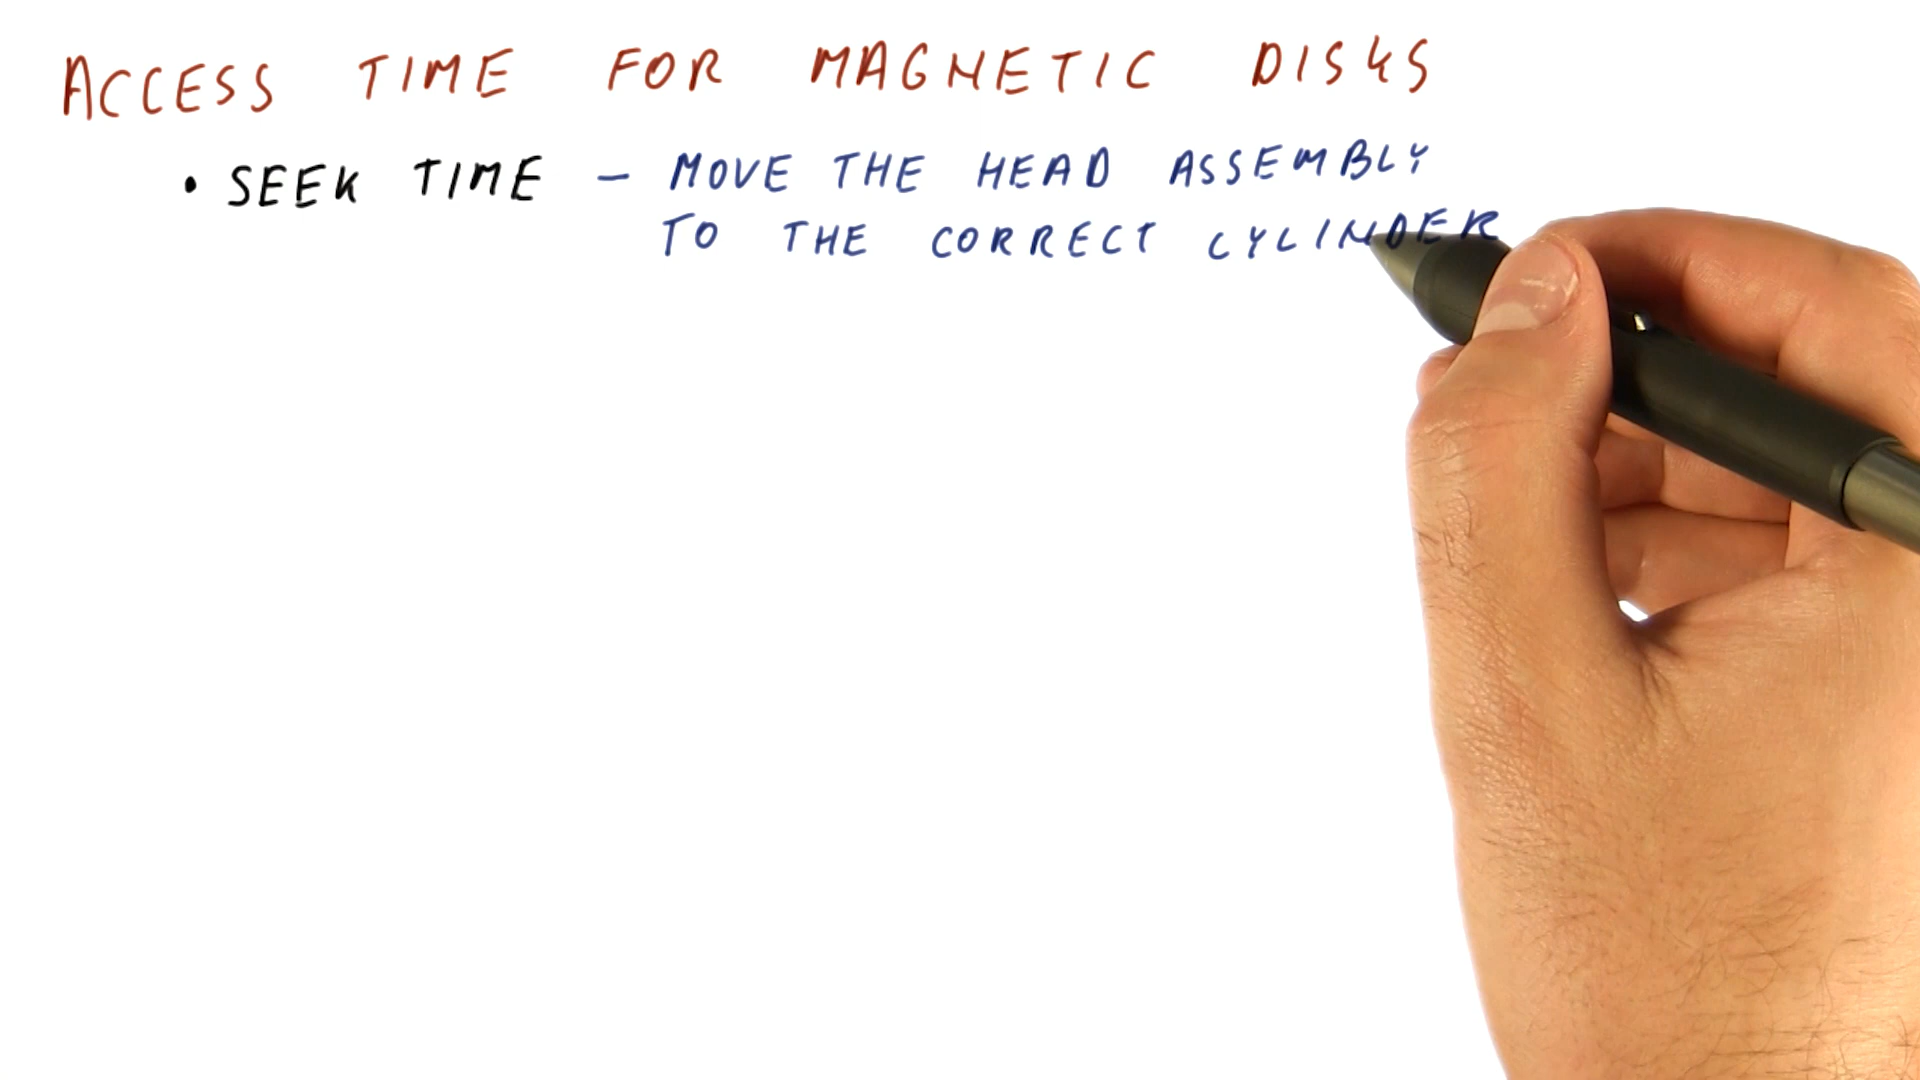 ACCESS TIME FOR MAGNETIC DISKS
• SEEK TIME – MOVE THE HEAD ASSEMBLY
TO THE CORRECT CYLINDER